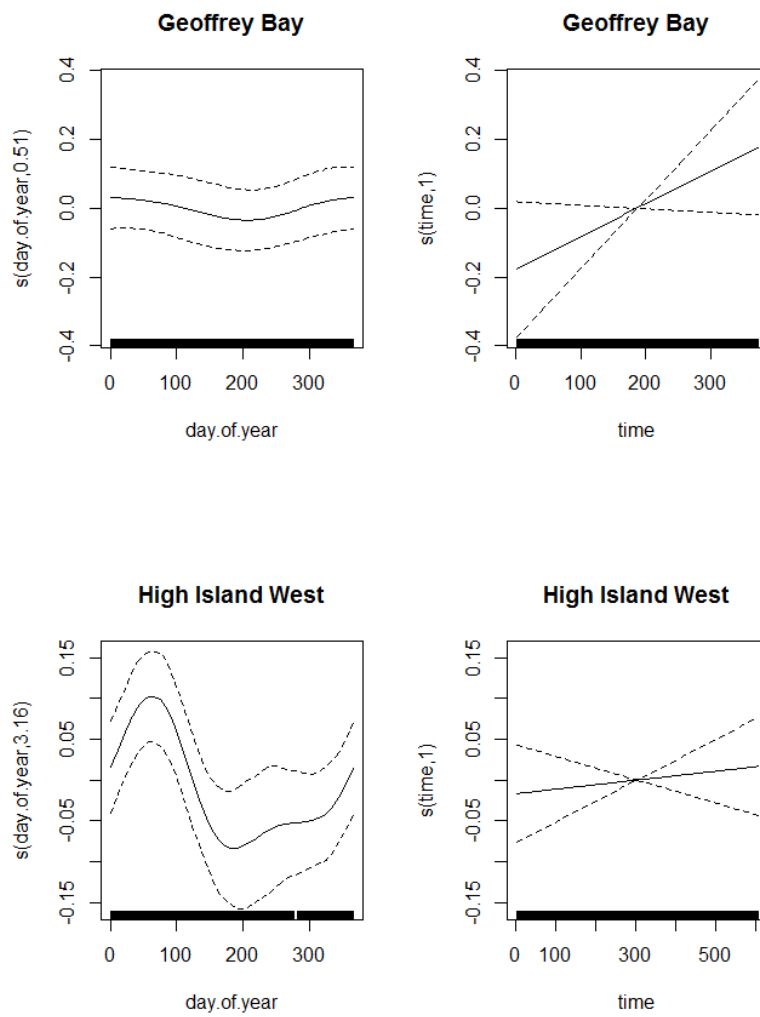 Geoffrey Bay
s(day.of.year,0.51)
0.4
0.2
0.0
-0.2
-0.4
0 100 200 300
day.of.year
Geoffrey Bay
s(time,1)
0.4
0.2
0.0
-0.2
-0.4
0 100 200 300
time
High Island West
s(day.of.year,3.16)
0.15
0.05
-0.05
-0.15
0 100 200 300
day.of.year
High Island West
s(time,1)
0.15
0.05
-0.05
-0.15
0 100 300 500
time